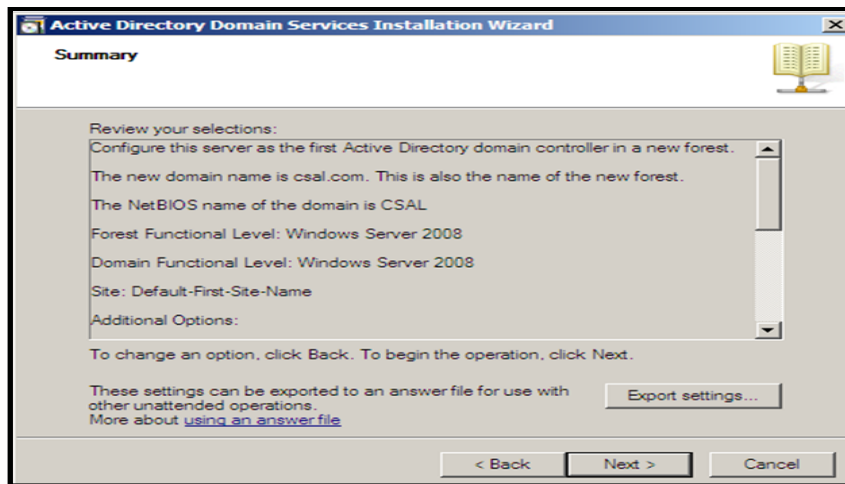 Active Directory Domain Services Installation Wizard
Summary
Review your selections:
Configure this server as the first Active Directory domain controller in a new forest.
The new domain name is csal.com. This is also the name of the new forest.
The NetBIOS name of the domain is CSAL
Forest Functional Level: Windows Server 2008
Domain Functional Level: Windows Server 2008
Site: Default-First-Site-Name
Additional Options:
To change an option, click Back. To begin the operation, click Next.
These settings can be exported to an answer file for use with
other unattended operations.
More about using an answer file
Export settings...
< Back
Next >
Cancel